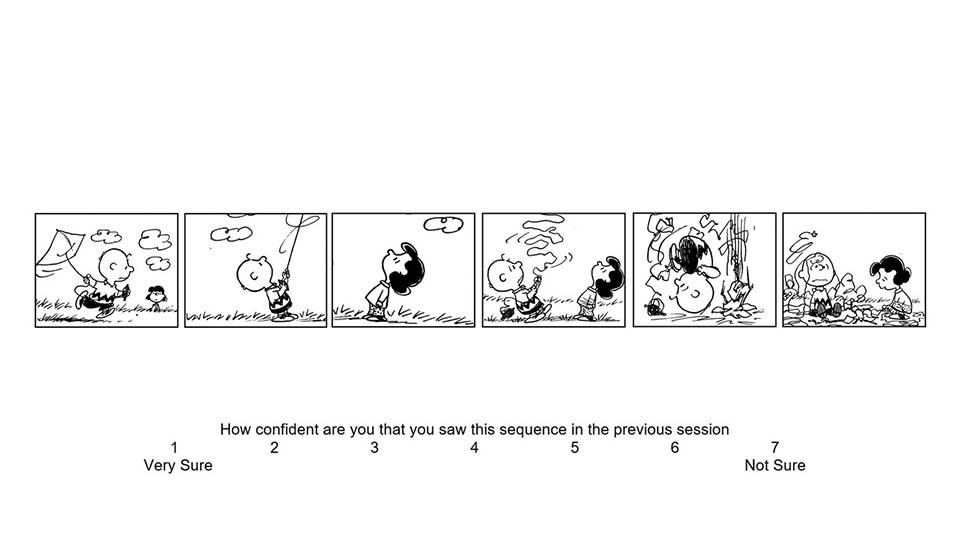 How confident are you that you saw this sequence in the previous session
1 2 3 4 5 6 7
Very Sure Not Sure